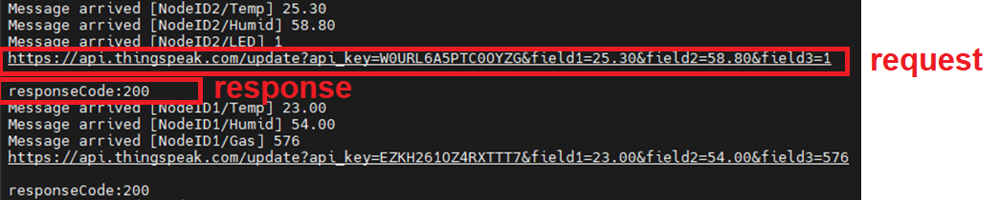 Message arrived [NodeID2/Temp] 25.30
Message arrived [NodeID2/Humid] 58.80
Message arrived [NodeID2/LED] 1
https://api.thingspeak.com/update?api_key=W0URL6A5PTC0OYZG&field1=25.30&field2=58.80&field3=1
request
responseCode:200
response
Message arrived [NodeID1/Temp] 23.00
Message arrived [NodeID1/Humid] 54.00
Message arrived [NodeID1/Gas] 576
https://api.thingspeak.com/update?api_key=EZKH261OZ4RXTTT7&field1=23.00&field2=54.00&field3=576
responseCode:200